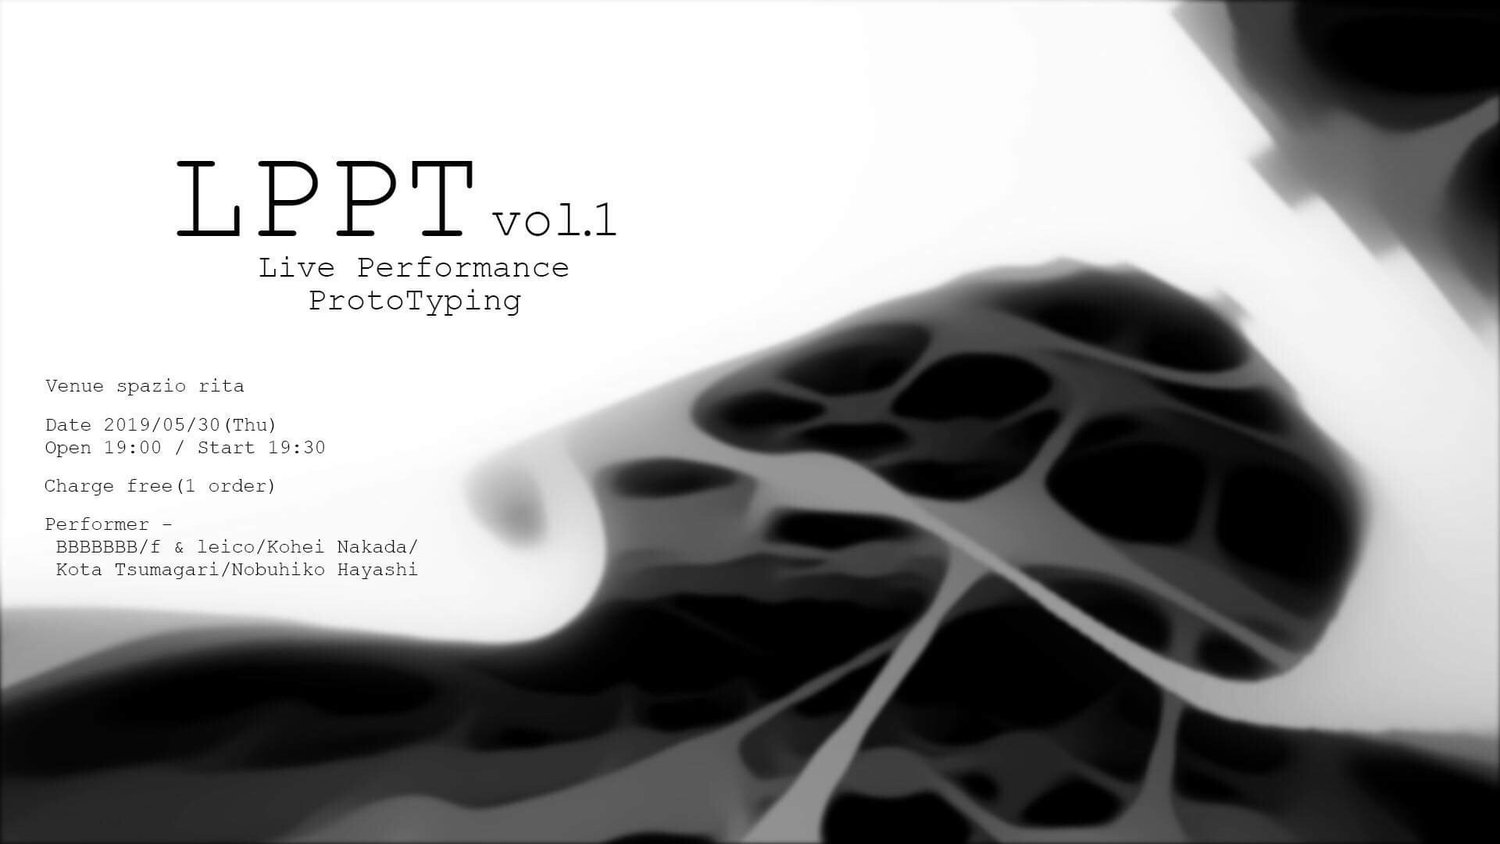 LPPT vol.1
Live Performance
ProtoTyping
Venue spazio rita
Date 2019/05/30(Thu)
Open 19:00 / Start 19:30
Charge free(1 order)
Performer -
BBBBBBB/f & leico/Kohei Nakada/
Kota Tsumagari/Nobuhiko Hayashi